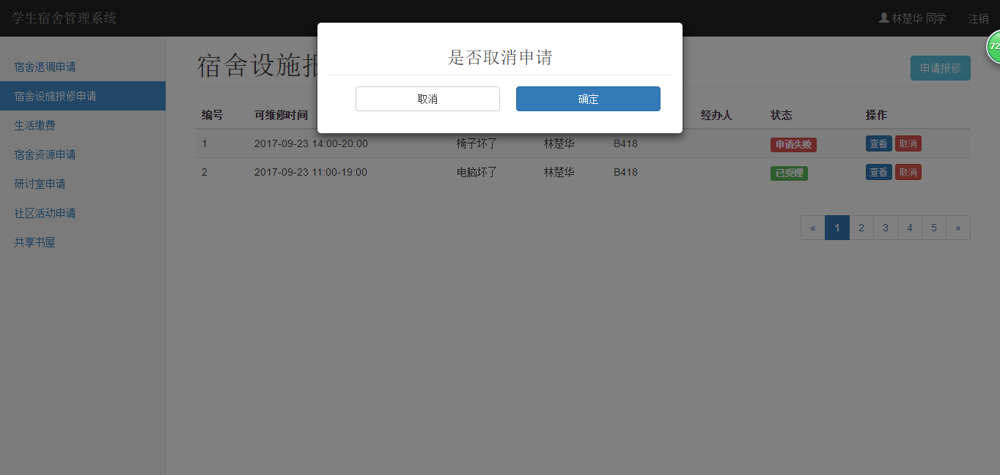 学生宿舍管理系统
林楚华 同学
注销
72
宿舍退调申请
宿舍设施报修申请
生活缴费
宿舍资源申请
研讨室申请
社区活动申请
共享书屋
宿舍设施报
申请报修
是否取消申请
取消 确定
编号 可维修时间 经办人 状态 操作
1 2017-09-23 14:00-20:00 椅子坏了 林楚华 B418 申请失败 查看 取消
2 2017-09-23 11:00-19:00 电脑坏了 林楚华 B418 已受理 查看 取消
« 1 2 3 4 5 »